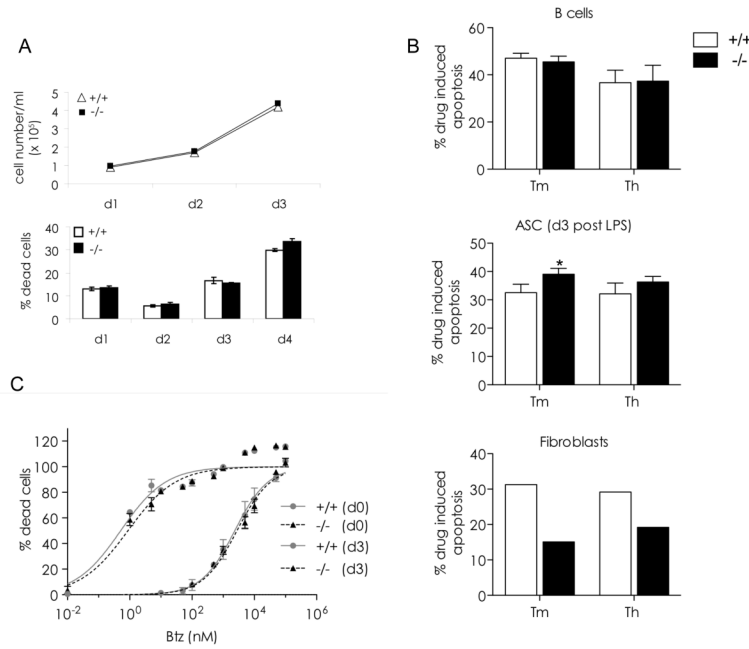 A
+/+
-/-
cell number/ml
(x 10⁵)
5
4
3
2
1
0
d1
d2
d3
+/+
-/-
% dead cells
40
30
20
10
0
d1
d2
d3
d4
B
B cells
+/+
-/-
% drug induced
apoptosis
60
40
20
0
Tm
Th
ASC (d3 post LPS)
% drug induced
apoptosis
50
40
30
20
10
0
*
Tm
Th
Fibroblasts
% drug induced
apoptosis
40
30
20
10
0
Tm
Th
C
% dead cells
120
100
80
60
40
20
0
10⁻²
10⁰
10²
10⁴
10⁶
Btz (nM)
+/+ (d0)
-/- (d0)
+/+ (d3)
-/- (d3)